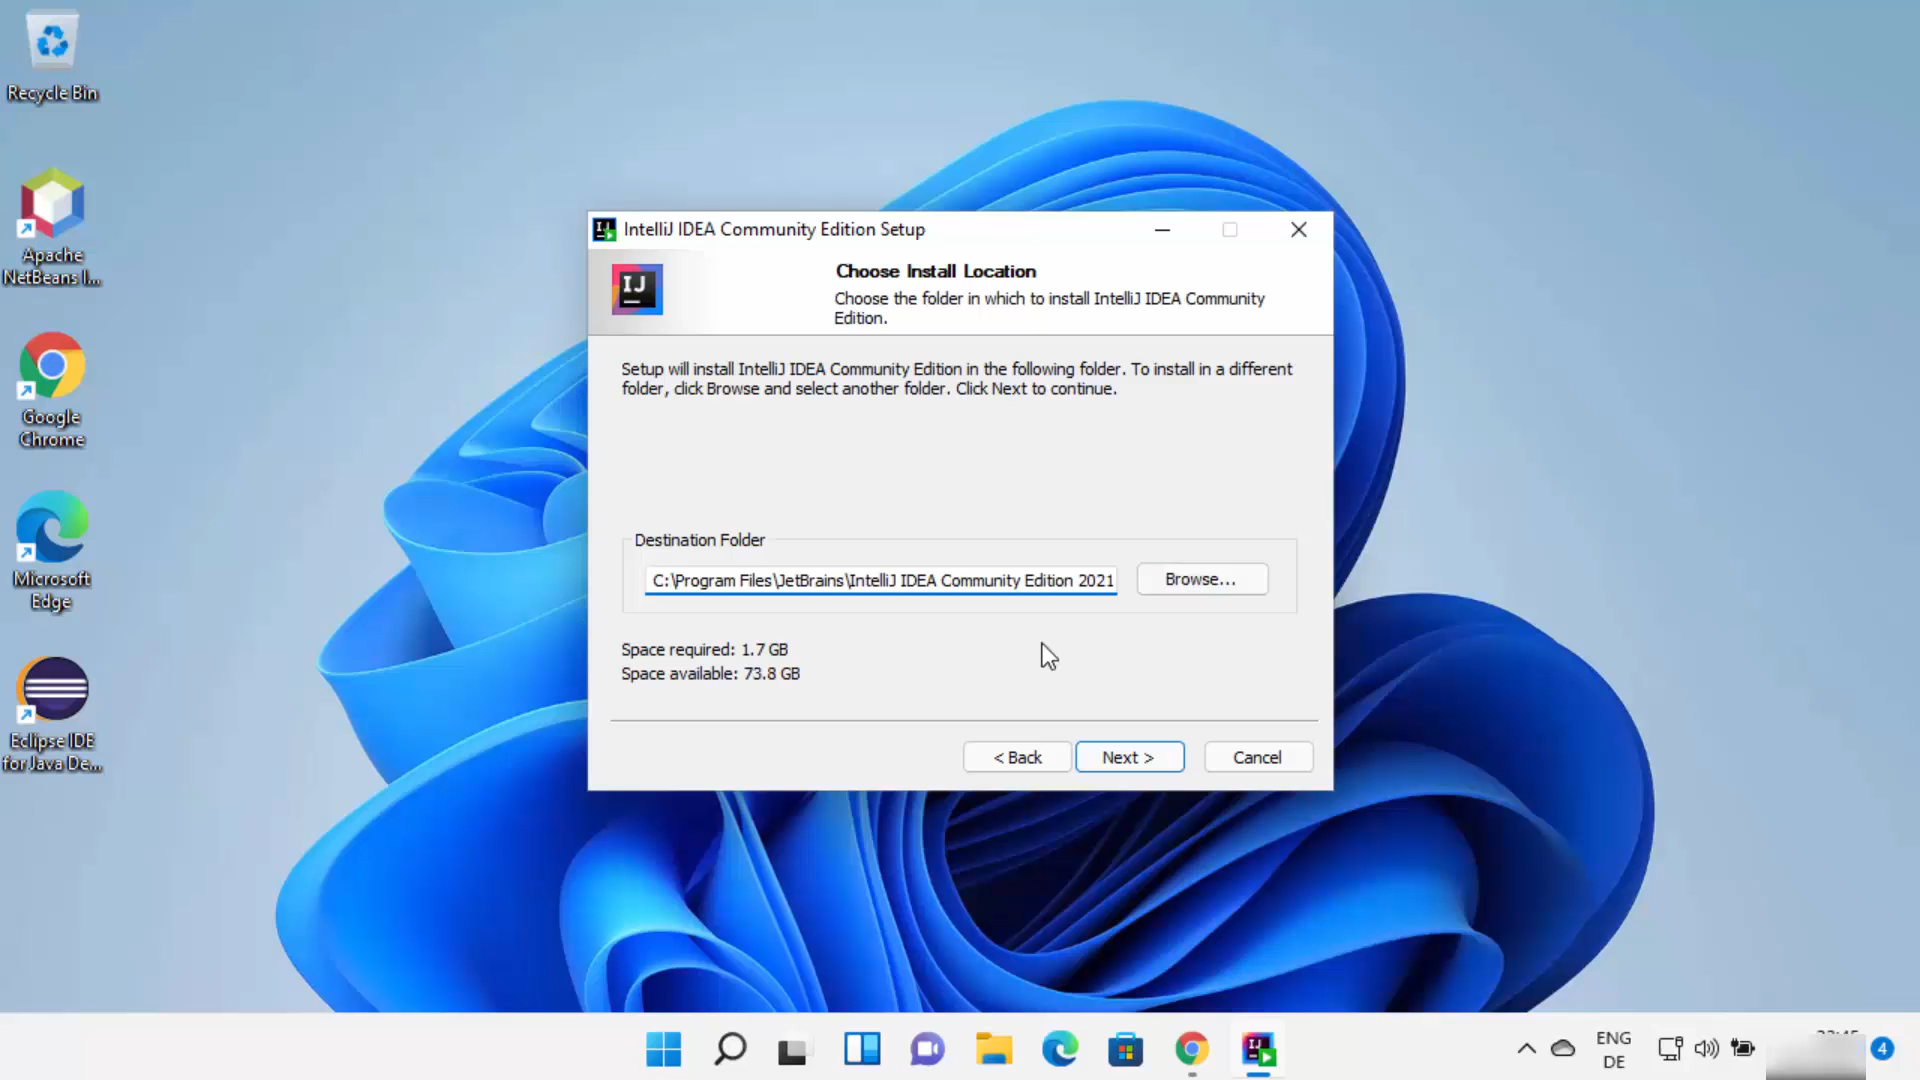 Recycle Bin
Apache
NetBeans I...
Google
Chrome
Microsoft
Edge
Eclipse IDE
for Java De...
IntelliJ IDEA Community Edition Setup
IJ
Choose Install Location
Choose the folder in which to install IntelliJ IDEA Community
Edition.
Setup will install IntelliJ IDEA Community Edition in the following folder. To install in a different
folder, click Browse and select another folder. Click Next to continue.
Destination Folder
C:\Program Files\JetBrains\IntelliJ IDEA Community Edition 2021
Browse...
Space required: 1.7 GB
Space available: 73.8 GB
< Back
Next >
Cancel
ENG
DE
4